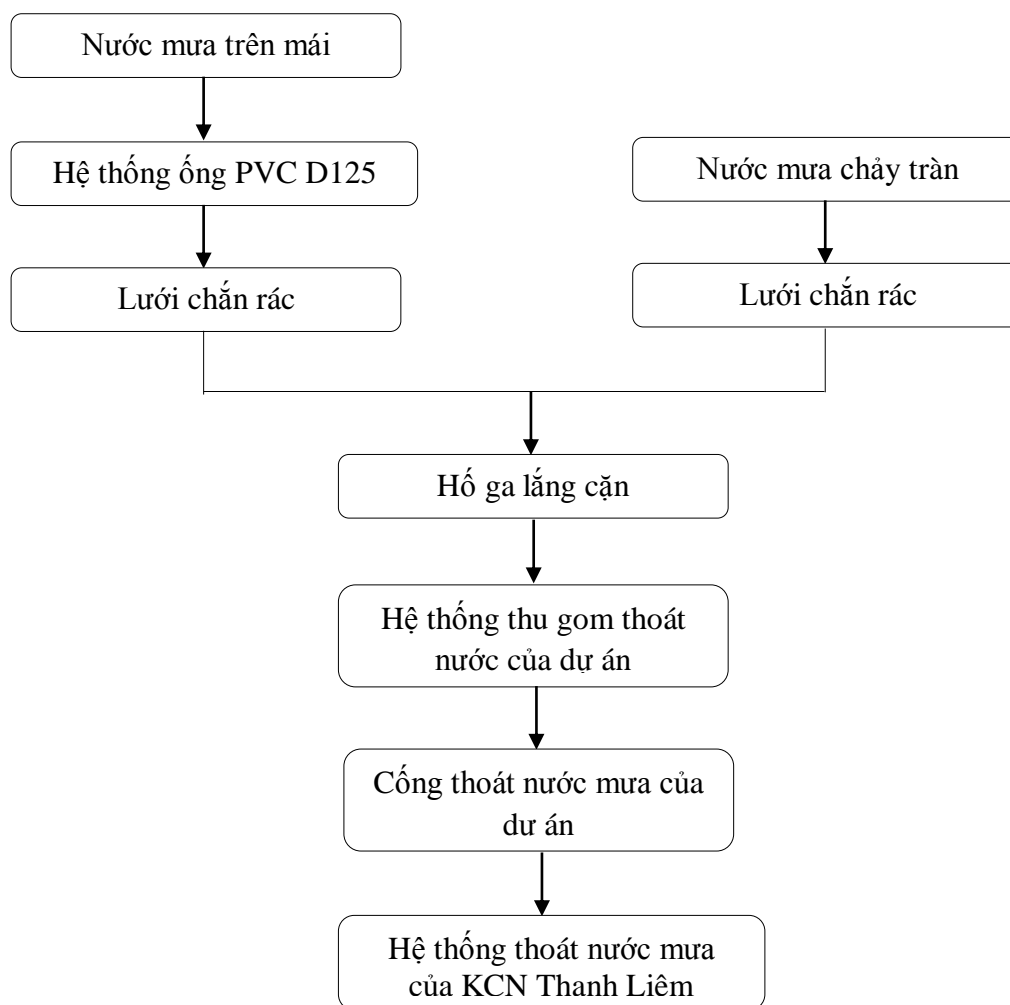 Nước mưa trên mái
Hệ thống ống PVC D125
Nước mưa chảy tràn
Lưới chắn rác
Lưới chắn rác
Hố ga lắng cặn
Hệ thống thu gom thoát
nước của dự án
Cống thoát nước mưa của
dư án
Hệ thống thoát nước mưa
của KCN Thanh Liêm